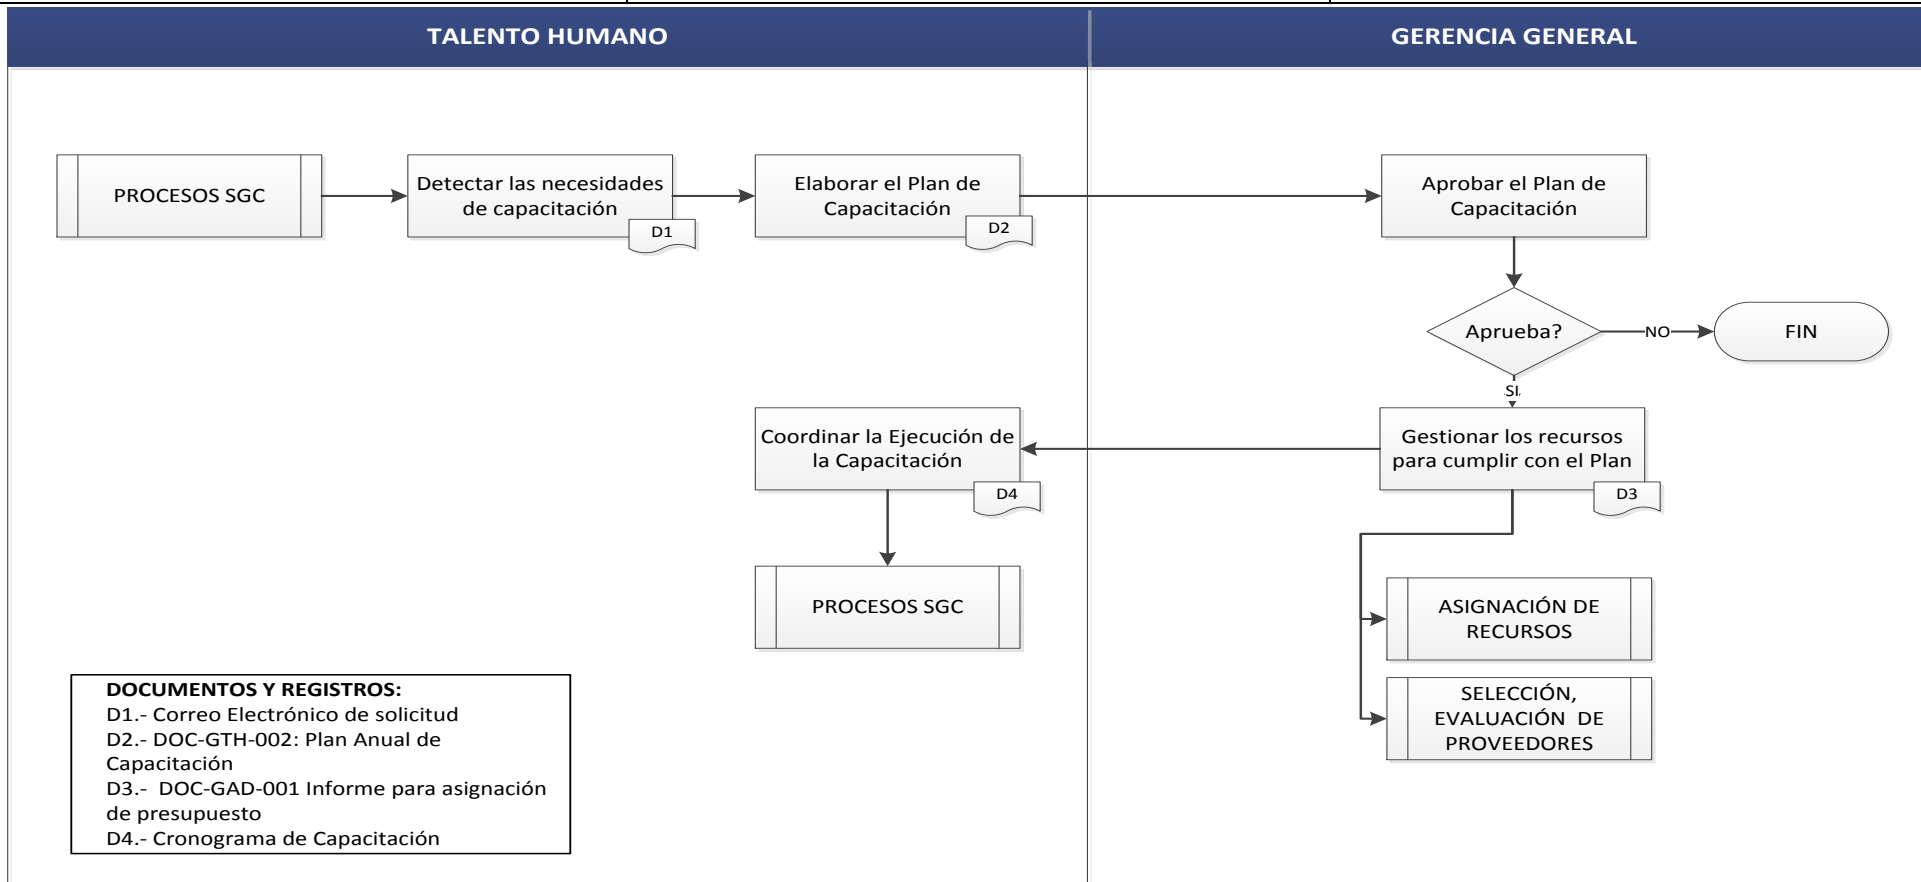 TALENTO HUMANO
GERENCIA GENERAL
PROCESOS SGC
Detectar las necesidades
de capacitación
D1
Elaborar el Plan de
Capacitación
D2
Aprobar el Plan de
Capacitación
Aprueba?
NO
FIN
SI
Coordinar la Ejecución de
la Capacitación
D4
Gestionar los recursos
para cumplir con el Plan
D3
PROCESOS SGC
ASIGNACIÓN DE
RECURSOS
SELECCIÓN,
EVALUACIÓN DE
PROVEEDORES
DOCUMENTOS Y REGISTROS:
D1.- Correo Electrónico de solicitud
D2.- DOC-GTH-002: Plan Anual de
Capacitación
D3.- DOC-GAD-001 Informe para asignación
de presupuesto
D4.- Cronograma de Capacitación